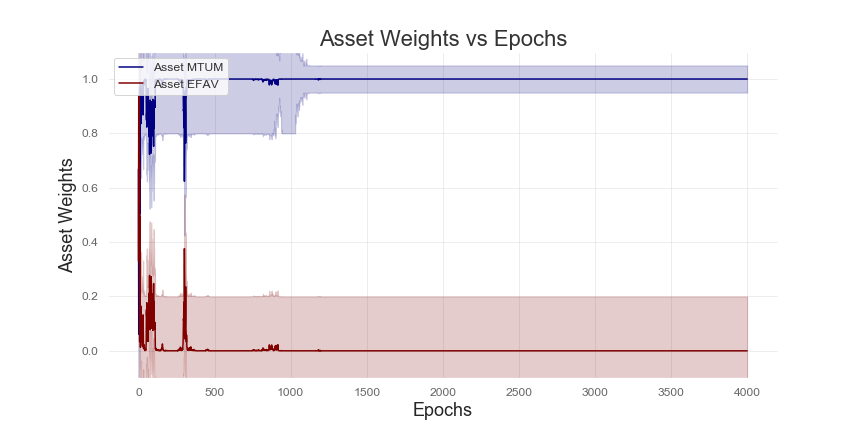 Asset Weights vs Epochs
Asset MTUM
Asset EFAV
Asset Weights
1.0
0.8
0.6
0.4
0.2
0.0
0 500 1000 1500 2000 2500 3000 3500 4000
Epochs